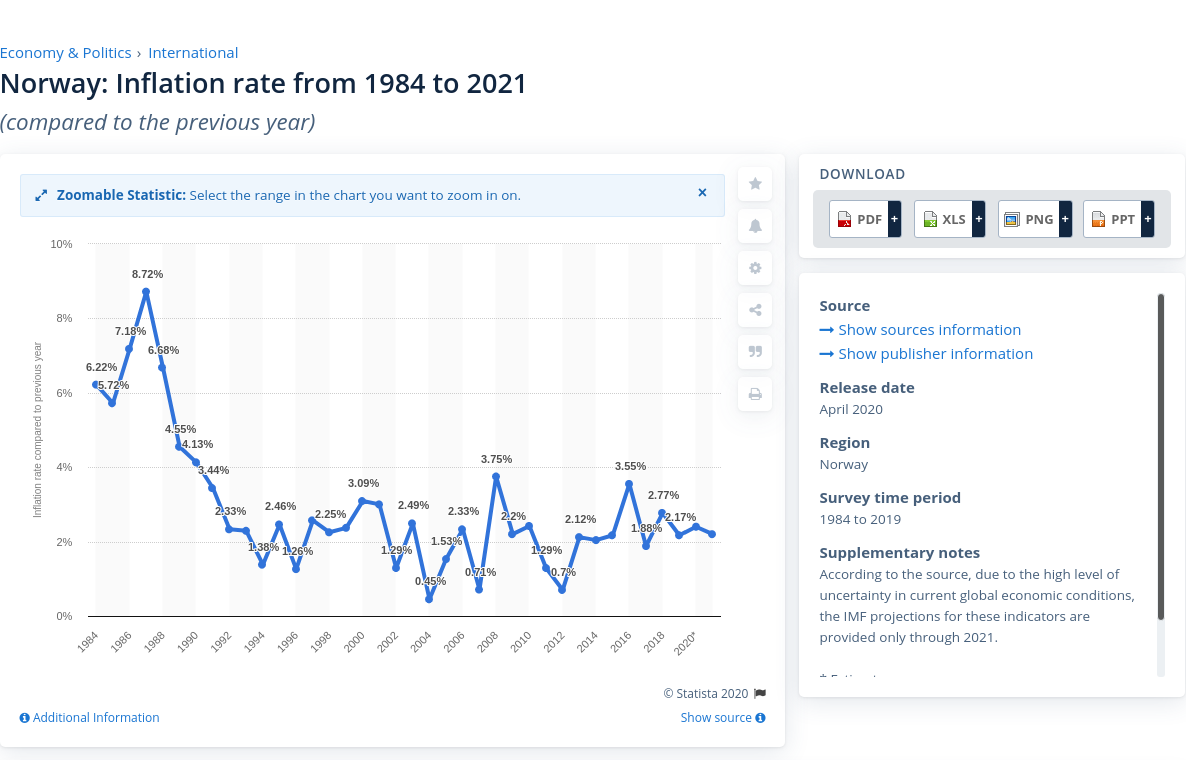 Economy & Politics › International
Norway: Inflation rate from 1984 to 2021
(compared to the previous year)
Zoomable Statistic: Select the range in the chart you want to zoom in on. ×
Inflation rate compared to previous year
10%
8%
6%
4%
2%
0%
6.22%
5.72%
7.18%
8.72%
6.68%
4.55%
4.13%
3.44%
2.33%
1.38%
2.46%
1.26%
2.25%
3.09%
1.29%
2.49%
0.45%
1.53%
2.33%
0.71%
3.75%
2.2%
1.29%
0.7%
2.12%
3.55%
1.88%
2.77%
2.17%
1984
1986
1988
1990
1992
1994
1996
1998
2000
2002
2004
2006
2008
2010
2012
2014
2016
2018
2020*
© Statista 2020
Additional Information
Show source
DOWNLOAD
PDF +
XLS +
PNG +
PPT +
Source
Show sources information
Show publisher information
Release date
April 2020
Region
Norway
Survey time period
1984 to 2019
Supplementary notes
According to the source, due to the high level of
uncertainty in current global economic conditions,
the IMF projections for these indicators are
provided only through 2021.